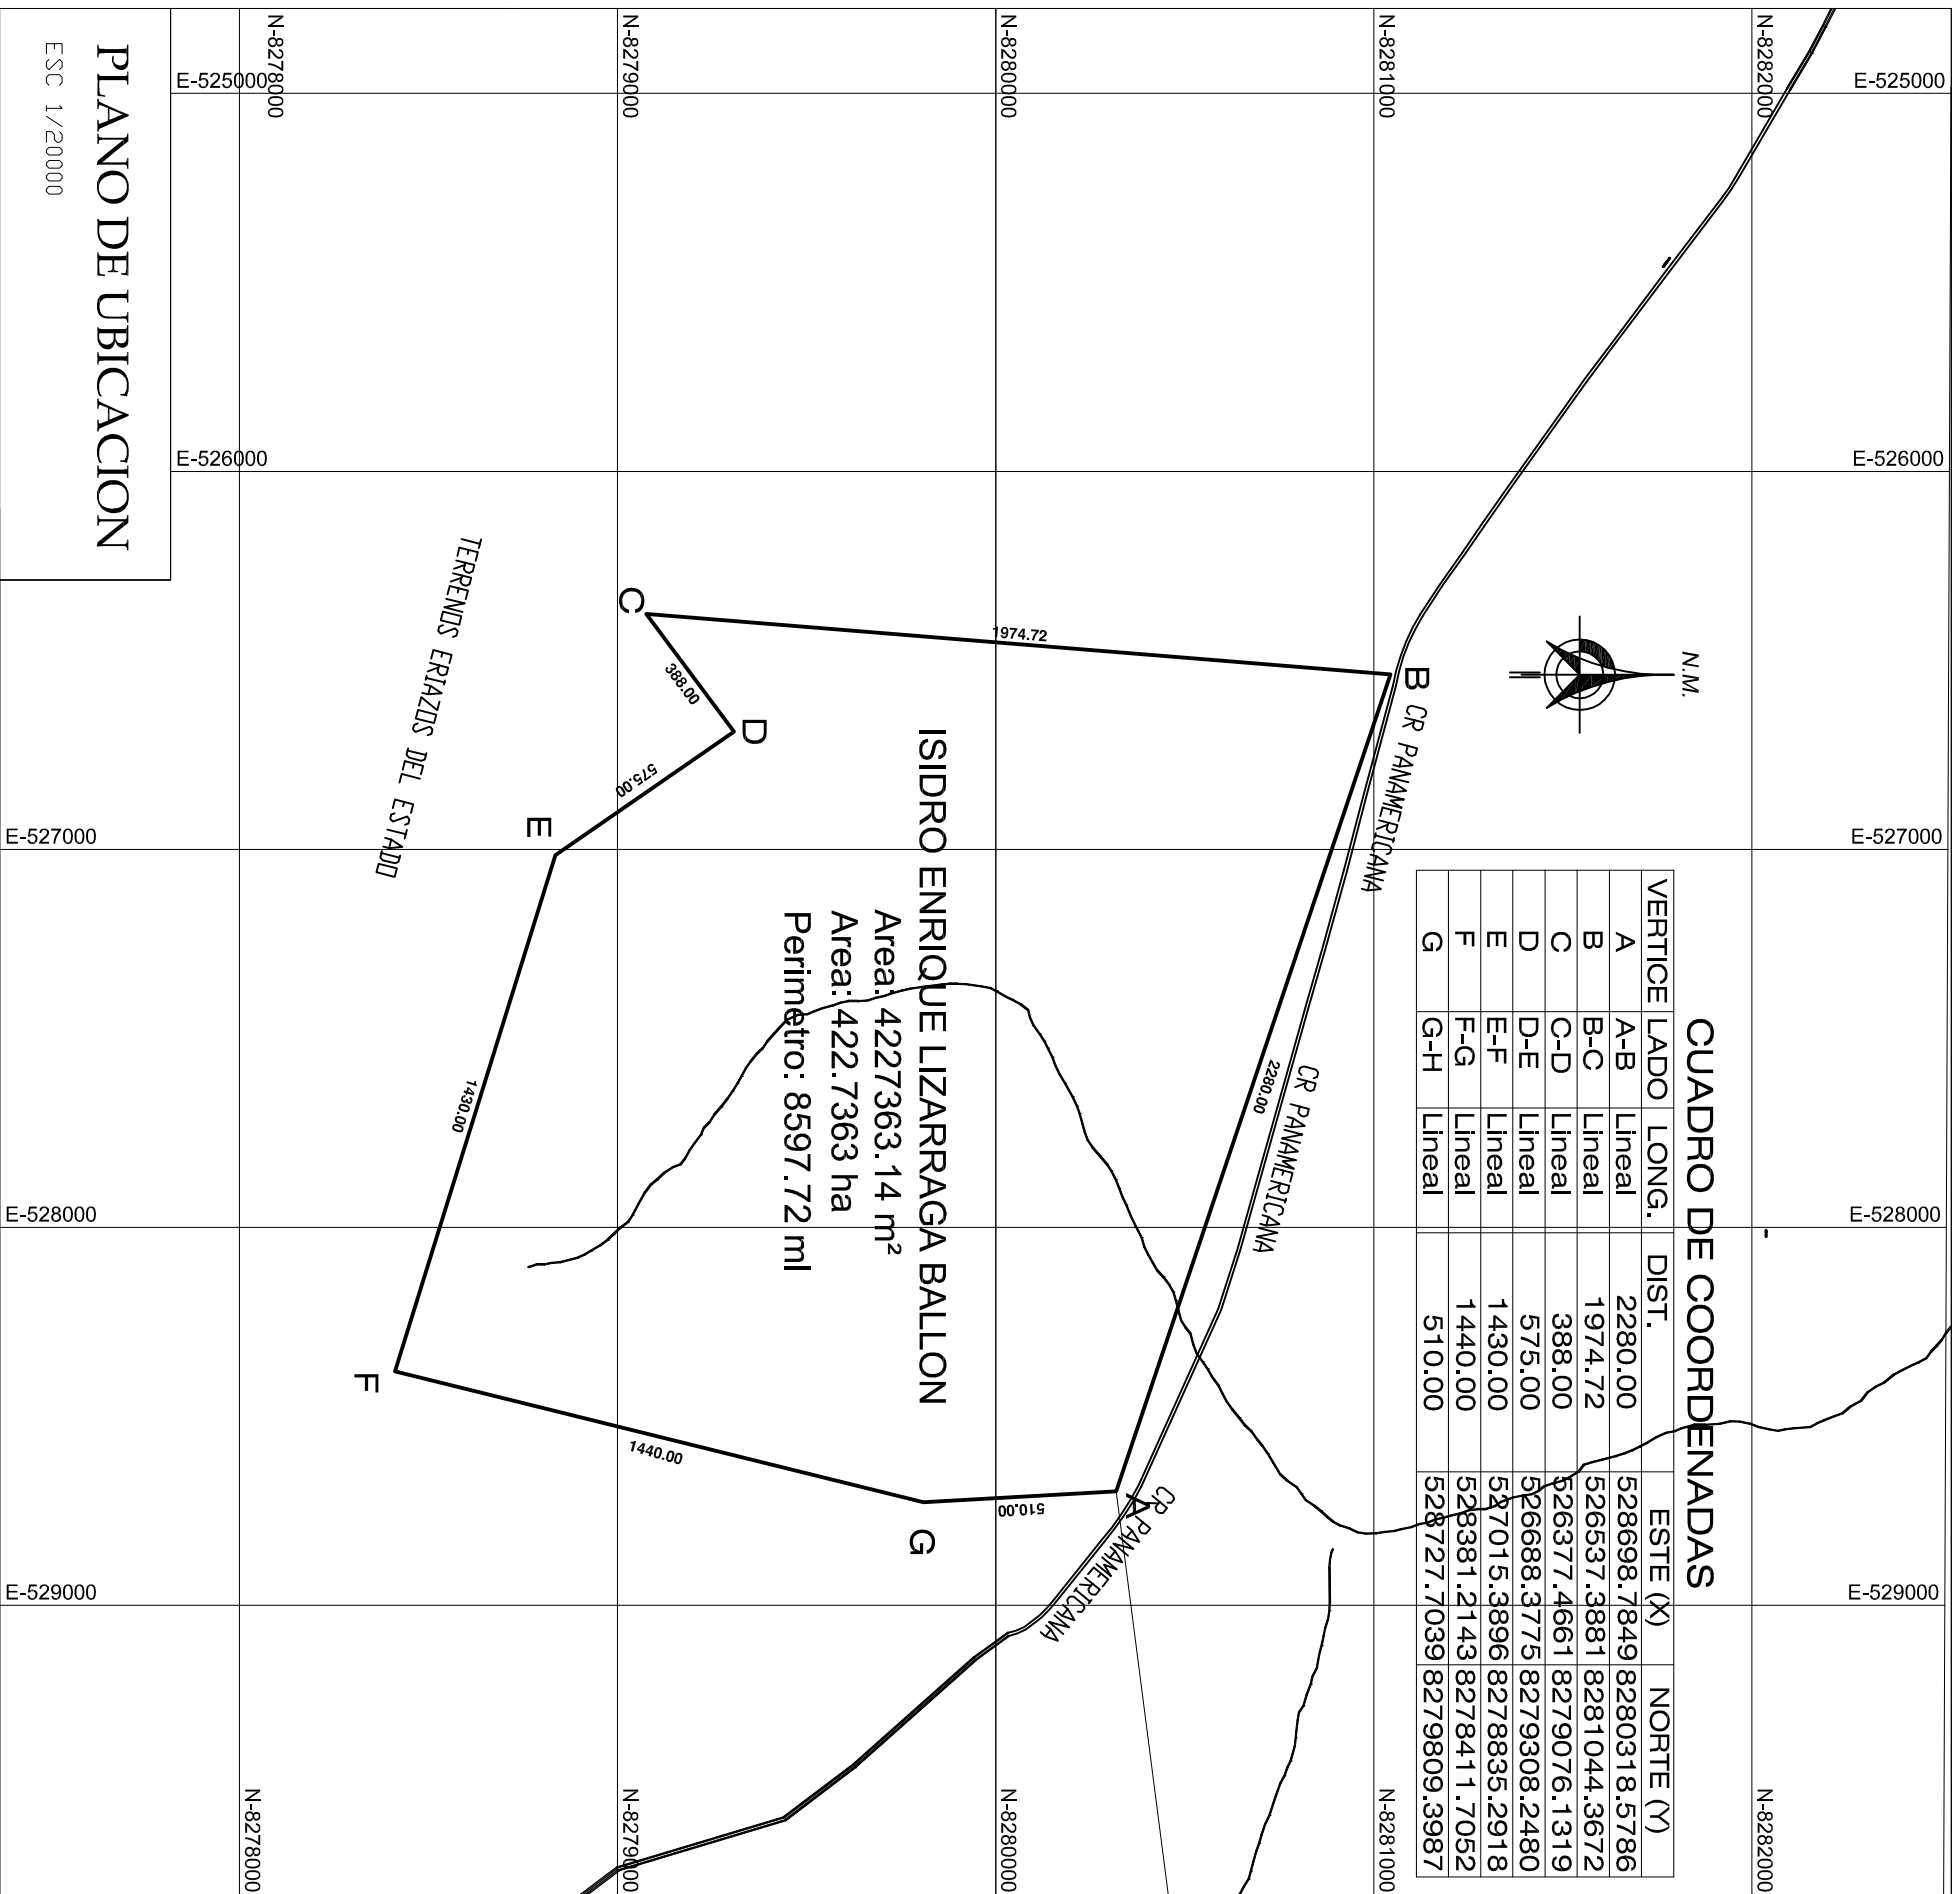 N.M.
CUADRO DE COORDENADAS
VERTICE LADO LONG. DIST. ESTE (X) NORTE (Y)
A A-B Lineal 2280.00 528698.7849 8280318.5786
B B-C Lineal 1974.72 526537.3881 8281044.3672
C C-D Lineal 388.00 526377.4661 8279076.1319
D D-E Lineal 575.00 526688.3775 8279308.2480
E E-F Lineal 1430.00 527015.3896 8278835.2918
F F-G Lineal 1440.00 528381.2143 8278411.7052
G G-H Lineal 510.00 528727.7039 8279809.3987
E-525000
E-526000
E-527000
E-528000
E-529000
N-8282000
N-8282000
N-8281000
N-8281000
N-8280000
N-8280000
N-8279000
N-8279000
N-8278000
N-8278000
B
CR PANAMERICANA
CR PANAMERICANA
CR PANAMERICANA
A
2280.00
1974.72
510.00
ISIDRO ENRIQUE LIZARRAGA BALLON
Area: 4227363.14 m²
Area: 422.7363 ha
Perimetro: 8597.72 ml
G
D
C
388.00
575.00
E
1430.00
1440.00
F
TERRENOS ERIAZOS DEL ESTADO
E-525000
E-526000
E-527000
E-528000
E-529000
PLANO DE UBICACION
ESC 1/20000